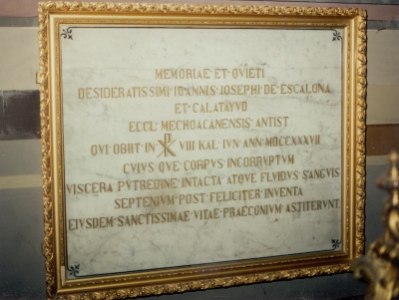 MEMORIAE·ET·QVIETI
DESIDERATISSIMI·IOANNIS·IOSEPHI·DE·ESCALONA
ET·CALATAYVD
ECCL·MECHOACANENSIS·ANTIST
QVI·OBIIT·IN ☧ VIII·KAL·IVN·ANN·MDCCXXXVII
CVIVS·QVE·CORPVS·INCORRVPTVM
VISCERA·PVTREDINE·INTACTA·ATQVE·FLVIDVS·SANGVIS
SEPTENIVM·POST·FELICITER·INVENTA
EIVSDEM·SANCTISSIMAE·VITAE·PRAECONIVM·ASTITERVNT